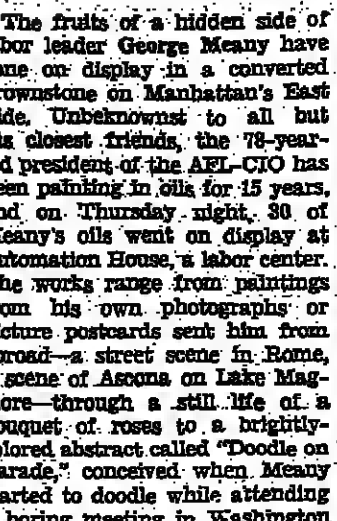 The fruits of a hidden side of
bor leader George Meany have
one on display in a converted
rownstone on Manhattan's East
ide. Unbeknownst to all but
is closest friends, the 78-year-
d president of the AFL-CIO has
een painting in oils for 15 years,
nd on Thursday night, 30 of
eany's oils went on display at
utomation House, a labor center.
he works range from paintings
om his own photographs or
icture postcards sent him from
broad—a street scene in Rome,
scene of Ascona on Lake Mag-
iore—through a still life of a
ouquet of roses to a brightly-
olored abstract called "Doodle on
arade," conceived when Meany
arted to doodle while attending
boring meeting in Washington